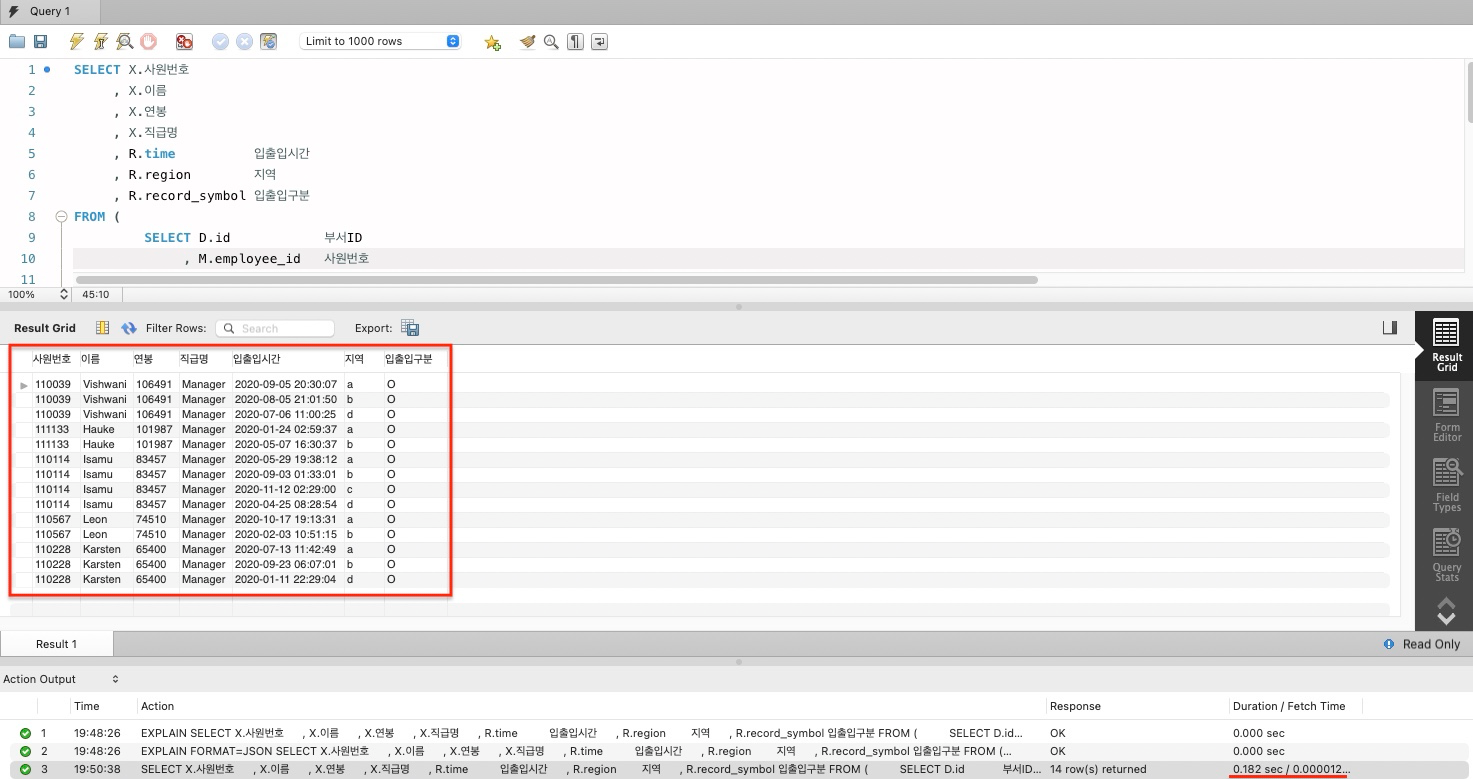 Query 1
Limit to 1000 rows
1 SELECT X.사원번호
2 , X.이름
3 , X.연봉
4 , X.직급명
5 , R.time 입출입시간
6 , R.region 지역
7 , R.record_symbol 입출입구분
8 FROM (
9 SELECT D.id 부서ID
10 , M.employee_id 사원번호
11
100% 45:10
Result Grid Filter Rows: Search Export:
사원번호 이름 연봉 직급명 입출입시간 지역 입출입구분
110039 Vishwani 106491 Manager 2020-09-05 20:30:07 a O
110039 Vishwani 106491 Manager 2020-08-05 21:01:50 b O
110039 Vishwani 106491 Manager 2020-07-06 11:00:25 d O
111133 Hauke 101987 Manager 2020-01-24 02:59:37 a O
111133 Hauke 101987 Manager 2020-05-07 16:30:37 b O
110114 Isamu 83457 Manager 2020-05-29 19:38:12 a O
110114 Isamu 83457 Manager 2020-09-03 01:33:01 b O
110114 Isamu 83457 Manager 2020-11-12 02:29:00 c O
110114 Isamu 83457 Manager 2020-04-25 08:28:54 d O
110567 Leon 74510 Manager 2020-10-17 19:13:31 a O
110567 Leon 74510 Manager 2020-02-03 10:51:15 b O
110228 Karsten 65400 Manager 2020-07-13 11:42:49 a O
110228 Karsten 65400 Manager 2020-09-23 06:07:01 b O
110228 Karsten 65400 Manager 2020-01-11 22:29:04 d O
Result
Grid
Form
Editor
Field
Types
Query
Stats
Result 1 Read Only
Action Output
Time Action Response Duration / Fetch Time
1 19:48:26 EXPLAIN SELECT X.사원번호 , X.이름 , X.연봉 , X.직급명 , R.time 입출입시간 , R.region 지역 , R.record_symbol 입출입구분 FROM ( SELECT D.id... OK 0.000 sec
2 19:48:26 EXPLAIN FORMAT=JSON SELECT X.사원번호 , X.이름 , X.연봉 , X.직급명 , R.time 입출입시간 , R.region 지역 , R.record_symbol 입출입구분 FROM (... OK 0.000 sec
3 19:50:38 SELECT X.사원번호 , X.이름 , X.연봉 , X.직급명 , R.time 입출입시간 , R.region 지역 , R.record_symbol 입출입구분 FROM ( SELECT D.id 부서ID... 14 row(s) returned 0.182 sec / 0.000012...